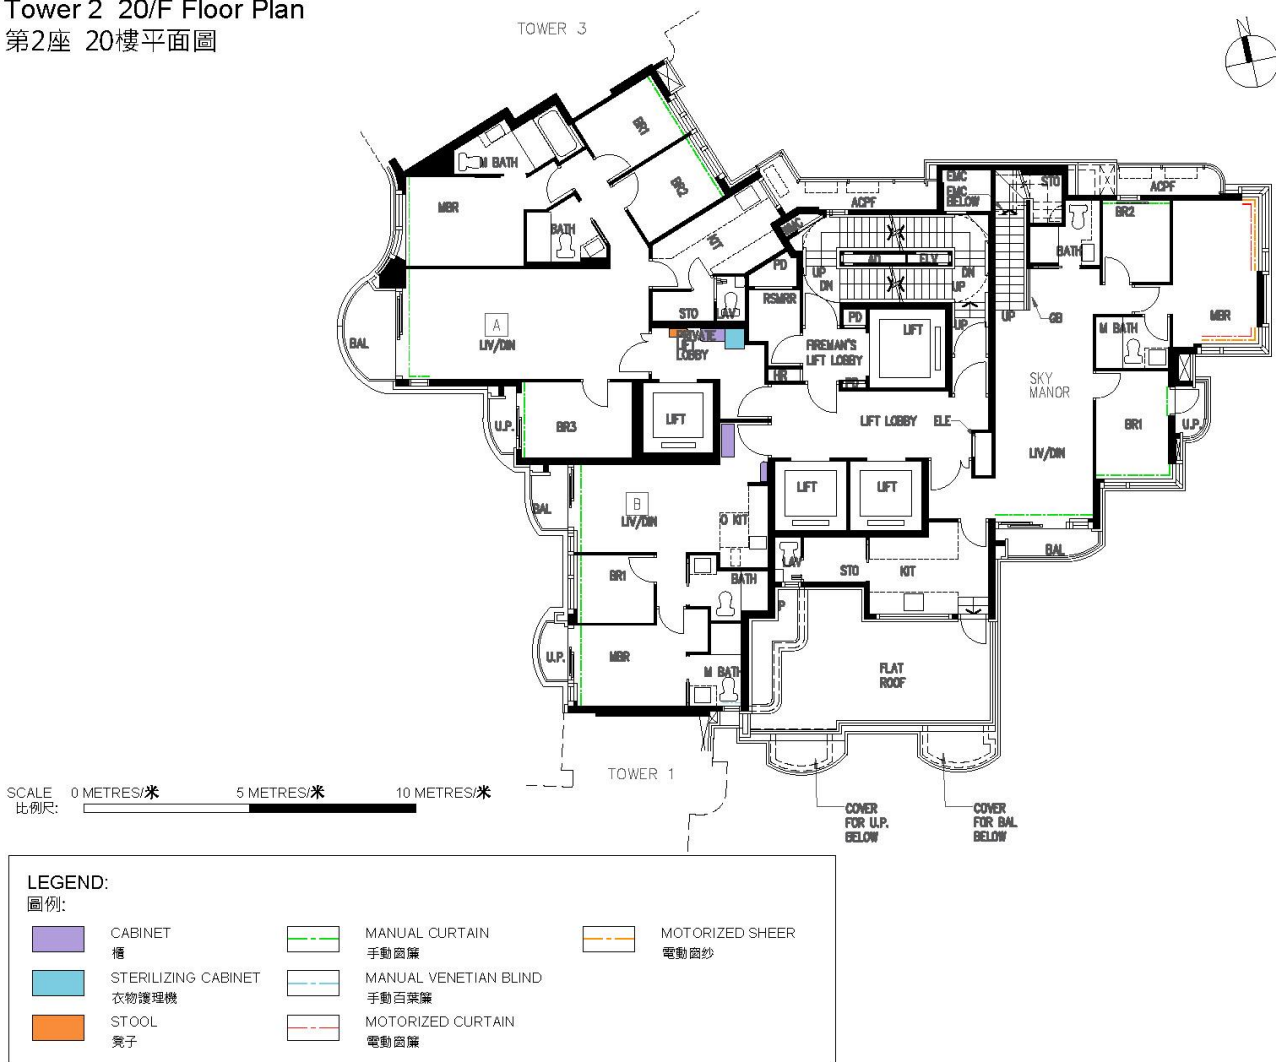 Tower 2 20/F Floor Plan
第2座 20樓平面圖
TOWER 3
N
BR1
BR2
M BATH
MBR
BATH
KIT
ACPF
EMC
EMC
BELOW
STO
ACPF
BR2
BATH
EMC
AD
ELV
UP
DN
DN
UP
PD
RSMRR
STO
LAV
PD
UP
UP
GB
MBR
M BATH
A
LIV/DIN
BAL
PRIVATE
LIFT
LOBBY
FIREMAN'S
LIFT LOBBY
LIFT
HR
PD
SKY
MANOR
U.P.
BR3
LIFT
LIFT LOBBY
ELE
BR1
U.P.
LIV/DIN
BAL
B
LIV/DIN
O KIT
LIFT
LIFT
BAL
BR1
BATH
LAV
STO
KIT
P
U.P.
MBR
M BATH
FLAT
ROOF
TOWER 1
SCALE 0 METRES/米 5 METRES/米 10 METRES/米
比例尺:
COVER
FOR U.P.
BELOW
COVER
FOR BAL
BELOW
LEGEND:
圖例:
CABINET
櫃
STERILIZING CABINET
衣物護理機
STOOL
凳子
MANUAL CURTAIN
手動窗簾
MANUAL VENETIAN BLIND
手動百葉簾
MOTORIZED CURTAIN
電動窗簾
MOTORIZED SHEER
電動窗紗